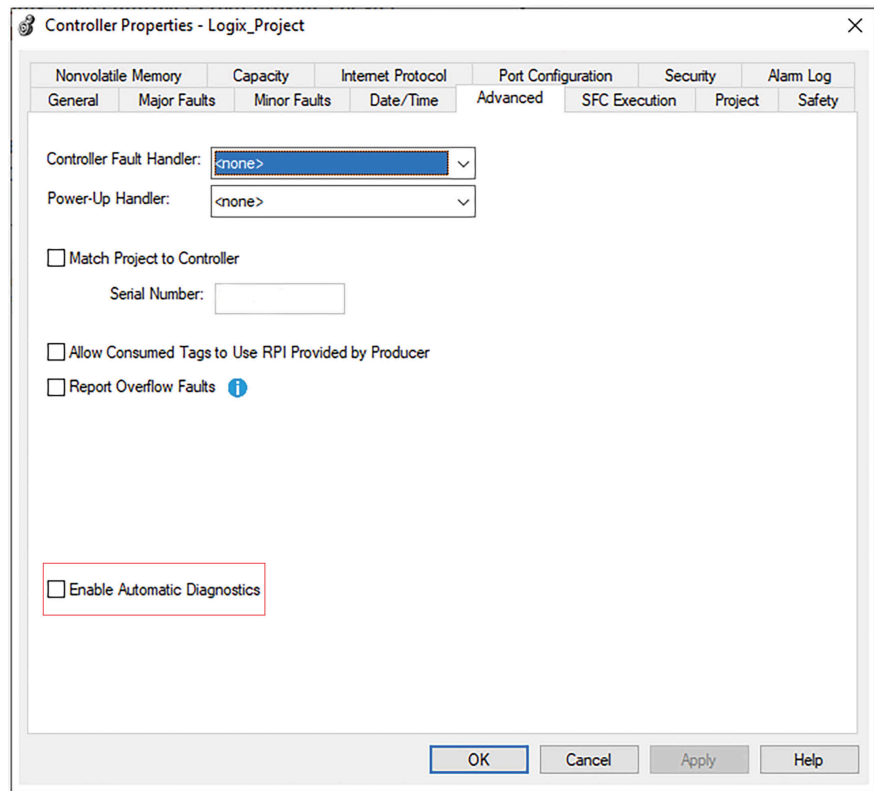 Controller Properties - Logix_Project
Nonvolatile Memory Capacity Internet Protocol Port Configuration Security Alarm Log
General Major Faults Minor Faults Date/Time Advanced SFC Execution Project Safety
Controller Fault Handler: <none>
Power-Up Handler: <none>
Match Project to Controller
Serial Number:
Allow Consumed Tags to Use RPI Provided by Producer
Report Overflow Faults
Enable Automatic Diagnostics
OK Cancel Apply Help